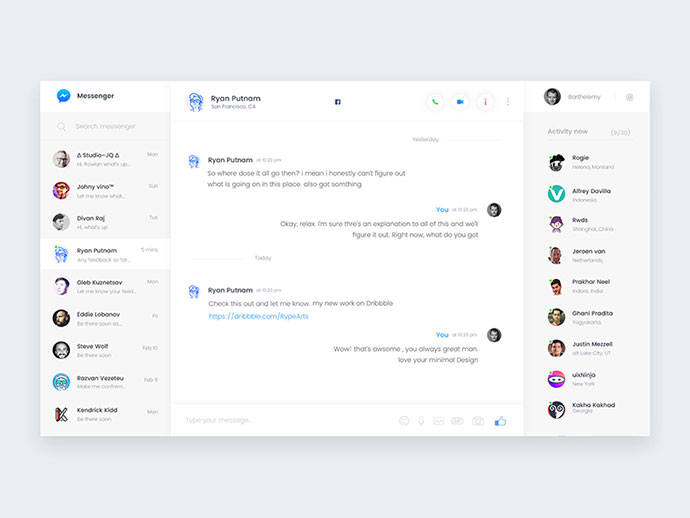 Messenger
Search messenger
Δ Studio–JQ Δ
Mon
Hi, Rowian what's up..
Johny vino™
Sun
Let me know what...
Divan Raj
Tue
Hi, what's up
Ryan Putnam
5 mins
Any feedback so far...
Gleb Kuznetsov
Mon
Let me know your feed..
Eddie Lobanov
Fri
Be there soon as...
Steve Wolf
Feb 10
Be there soon
Razvan Vezeteu
Feb 9
Make me confrem...
Kendrick Kidd
Mon
Be there soon
Ryan Putnam
San Francisco, CA
Yesterday
Ryan Putnam at 10:20 pm
So where dose it all go then? i mean i honestly can't figure out
what is going on in this place. also got somthing
You at 10:20 pm
Okay, relax. I'm sure thre's an explanation to all of this and we'll
figure it out. Right now, what do you got
Today
Ryan Putnam at 10:20 pm
Check this out and let me know. my new work on Dribbble
https://dribbble.com/RypeArts
You at 10:20 pm
Wow! that's awsome , you always great man.
love your minimal Design
Type your message..
GIF
Barthelemy
Activity now
(9/30)
Rogie
Helena, Montana
Alfrey Davilla
Indonesia
Rwds
Shanghai, China
Jeroen van
Netherlands,
Prakhar Neel
Indore, India
Ghani Pradita
Yogyakarta,
Justin Mezzell
alt Lake City, UT
uixNinja
New York
Kakha Kakhad
Georgia